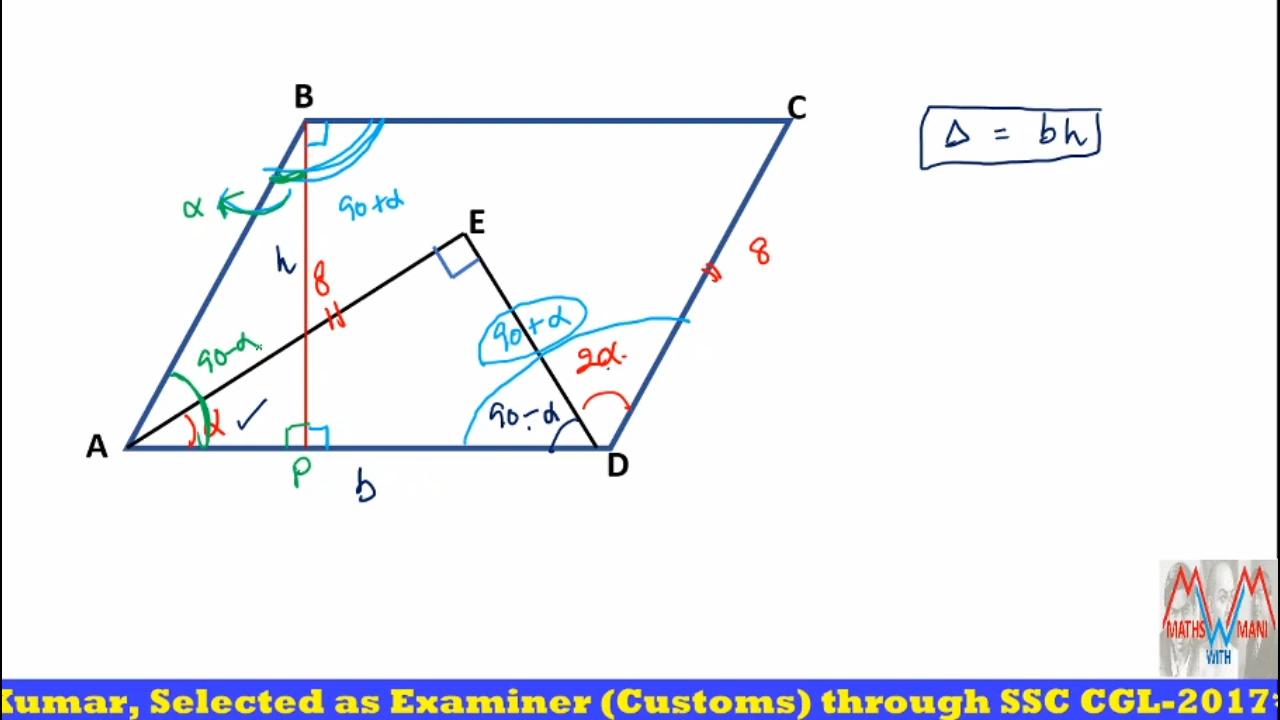 B
C
Δ = bh
α
90+α
E
h
8
8
90+α
90-α
2α
α
90-α
A
P
D
b
MATHS
WITH
MANI
Kumar, Selected as Examiner (Customs) through SSC CGL-2017